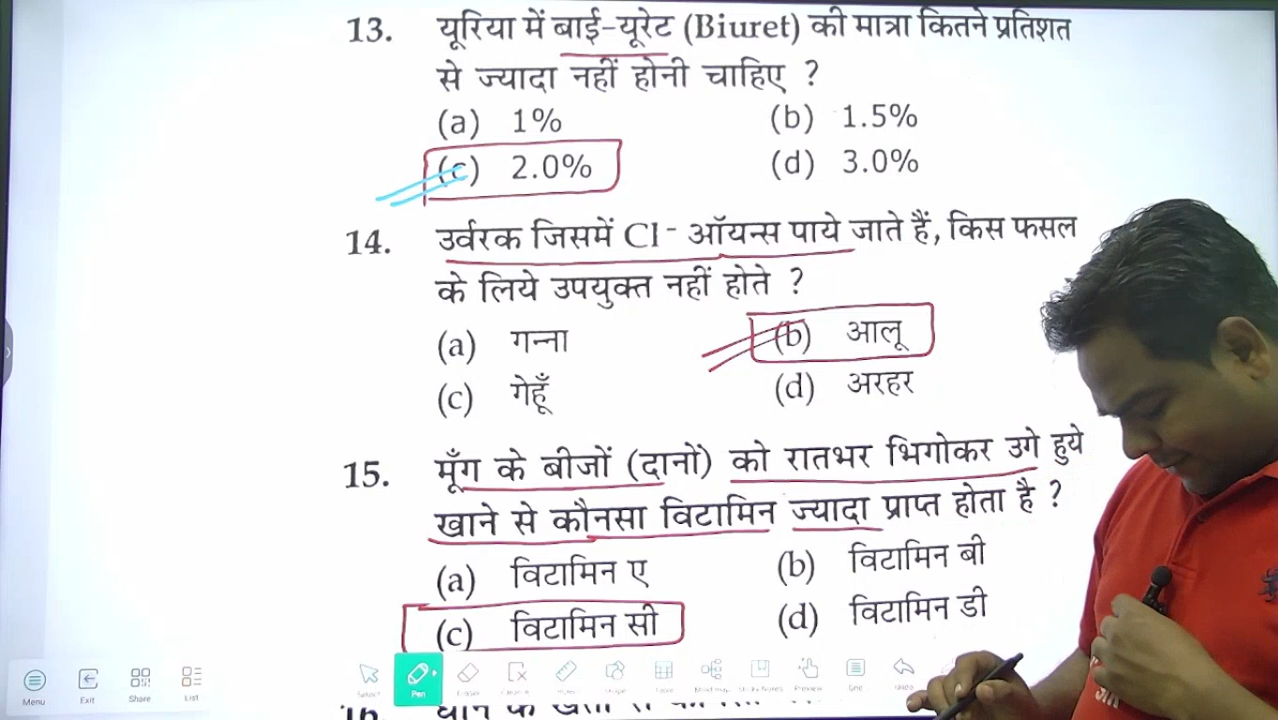 13. यूरिया में बाई-यूरेट (Biuret) की मात्रा कितने प्रतिशत
से ज्यादा नहीं होनी चाहिए ?
(a) 1% (b) 1.5%
(c) 2.0% (d) 3.0%
14. उर्वरक जिसमें Cl⁻ ऑयन्स पाये जाते हैं, किस फसल
के लिये उपयुक्त नहीं होते ?
(a) गन्ना (b) आलू
(c) गेहूँ (d) अरहर
15. मूँग के बीजों (दानों) को रातभर भिगोकर उगे हुये
खाने से कौनसा विटामिन ज्यादा प्राप्त होता है ?
(a) विटामिन ए (b) विटामिन बी
(c) विटामिन सी (d) विटामिन डी
Menu Exit Share List Select Pen